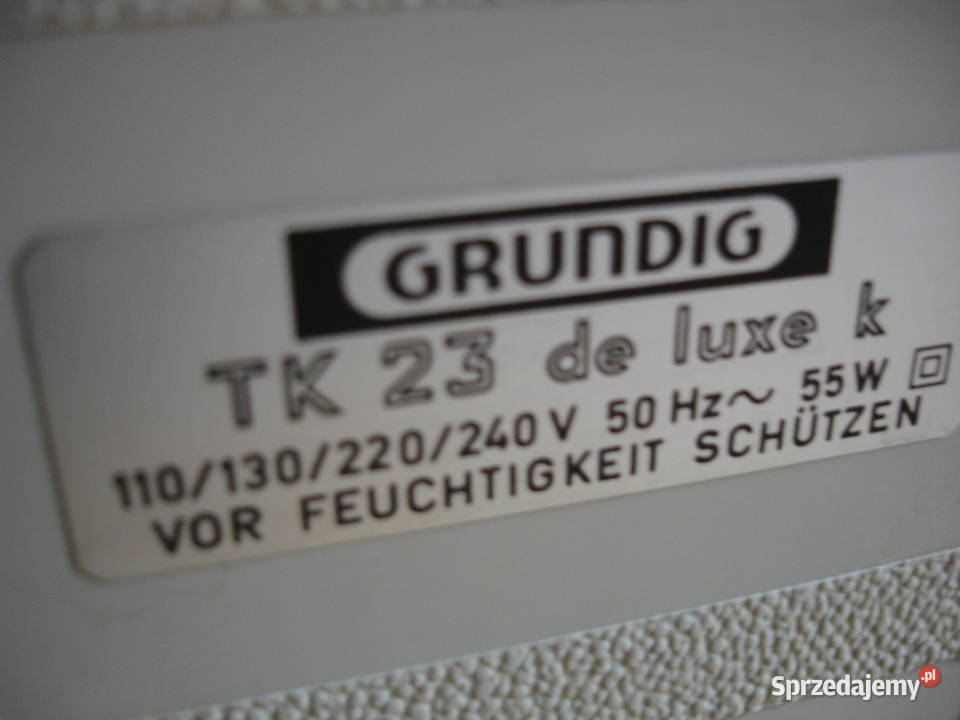 GRUNDIG
TK 23 de luxe k
110/130/220/240 V 50 Hz ~ 55 W
VOR FEUCHTIGKEIT SCHÜTZEN
Sprzedajemy.pl